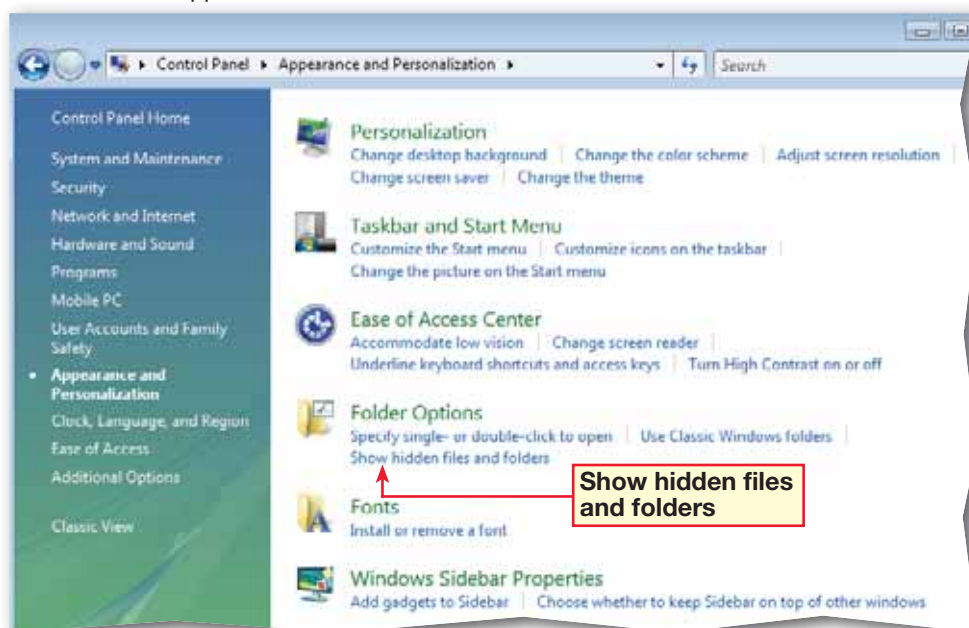 Control Panel Appearance and Personalization Search
Control Panel Home
System and Maintenance
Security
Network and Internet
Hardware and Sound
Programs
Mobile PC
User Accounts and Family
Safety
Appearance and
Personalization
Clock, Language, and Region
Ease of Access
Additional Options
Classic View
Personalization
Change desktop background Change the color scheme Adjust screen resolution
Change screen saver Change the theme
Taskbar and Start Menu
Customize the Start menu Customize icons on the taskbar
Change the picture on the Start menu
Ease of Access Center
Accommodate low vision Change screen reader
Underline keyboard shortcuts and access keys Turn High Contrast on or off
Folder Options
Specify single- or double-click to open Use Classic Windows folders
Show hidden files and folders
Show hidden files
and folders
Fonts
Install or remove a font
Windows Sidebar Properties
Add gadgets to Sidebar Choose whether to keep Sidebar on top of other windows